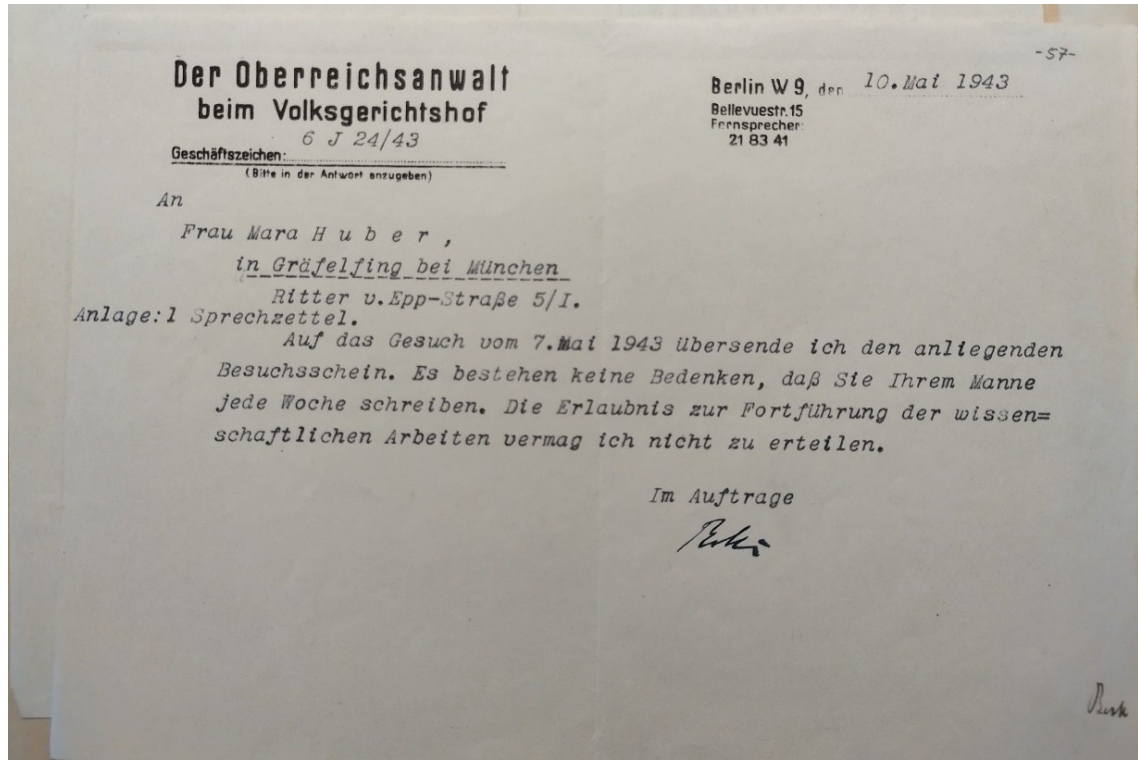 -57-
Der Oberreichsanwalt
beim Volksgerichtshof
6 J 24/43
Geschäftszeichen:
(Bitte in der Antwort anzugeben)
Berlin W 9, den 10.Mai 1943
Bellevuestr. 15
Fernsprecher:
21 83 41
An
Frau Mara H u b e r ,
in Gräfelfing bei München
Ritter v.Epp-Straße 5/I.
Anlage:1 Sprechzettel.
Auf das Gesuch vom 7.Mai 1943 übersende ich den anliegenden
Besuchsschein. Es bestehen keine Bedenken, daß Sie Ihrem Manne
jede Woche schreiben. Die Erlaubnis zur Fortführung der wissen=
schaftlichen Arbeiten vermag ich nicht zu erteilen.
Im Auftrage